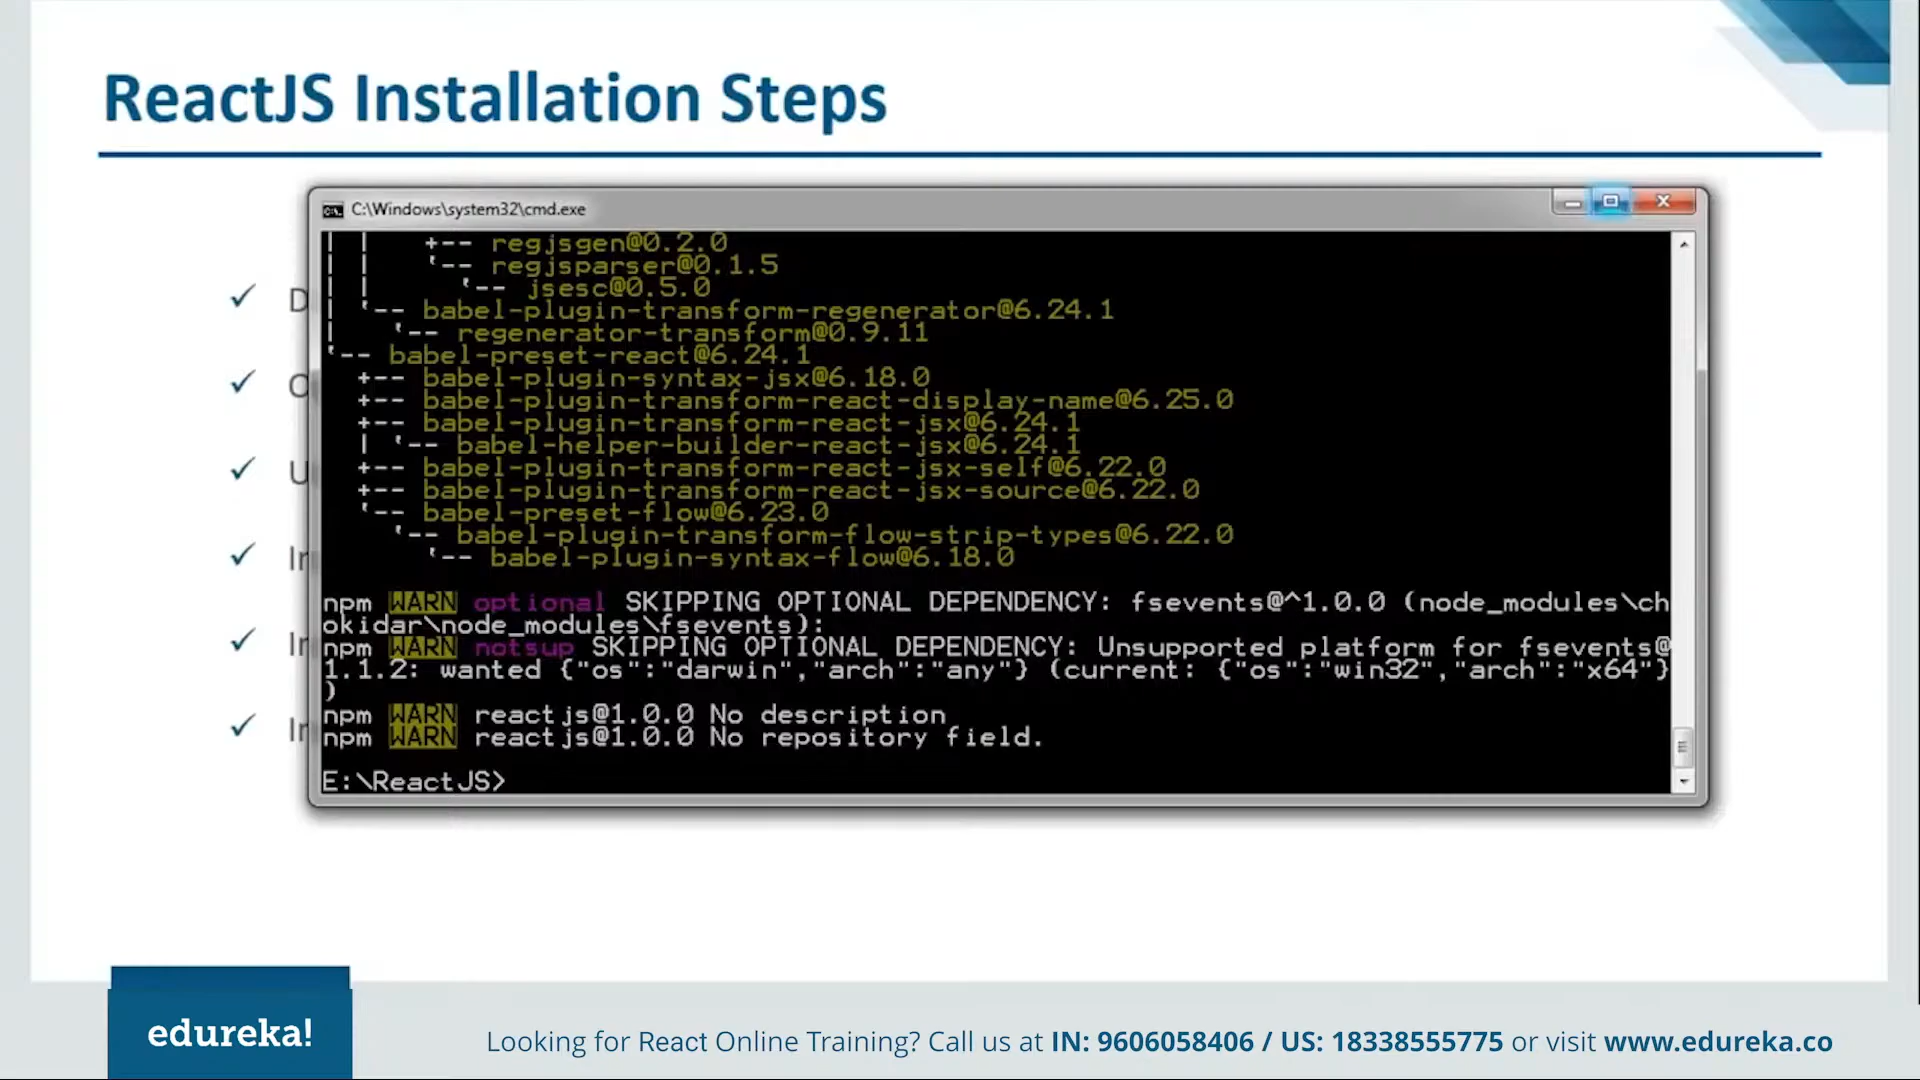 ReactJS Installation Steps
C:\Windows\system32\cmd.exe
| | +-- regjsgen@0.2.0
| | '-- regjsparser@0.1.5
| | '-- jsesc@0.5.0
| '-- babel-plugin-transform-regenerator@6.24.1
| '-- regenerator-transform@0.9.11
'-- babel-preset-react@6.24.1
+-- babel-plugin-syntax-jsx@6.18.0
+-- babel-plugin-transform-react-display-name@6.25.0
+-- babel-plugin-transform-react-jsx@6.24.1
| '-- babel-helper-builder-react-jsx@6.24.1
+-- babel-plugin-transform-react-jsx-self@6.22.0
+-- babel-plugin-transform-react-jsx-source@6.22.0
'-- babel-preset-flow@6.23.0
'-- babel-plugin-transform-flow-strip-types@6.22.0
'-- babel-plugin-syntax-flow@6.18.0
npm WARN optional SKIPPING OPTIONAL DEPENDENCY: fsevents@^1.0.0 (node_modules\ch
okidar\node_modules\fsevents):
npm WARN notsup SKIPPING OPTIONAL DEPENDENCY: Unsupported platform for fsevents@
1.1.2: wanted {"os":"darwin","arch":"any"} (current: {"os":"win32","arch":"x64"}
)
npm WARN reactjs@1.0.0 No description
npm WARN reactjs@1.0.0 No repository field.
E:\ReactJS>
edureka!
Looking for React Online Training? Call us at IN: 9606058406 / US: 18338555775 or visit www.edureka.co